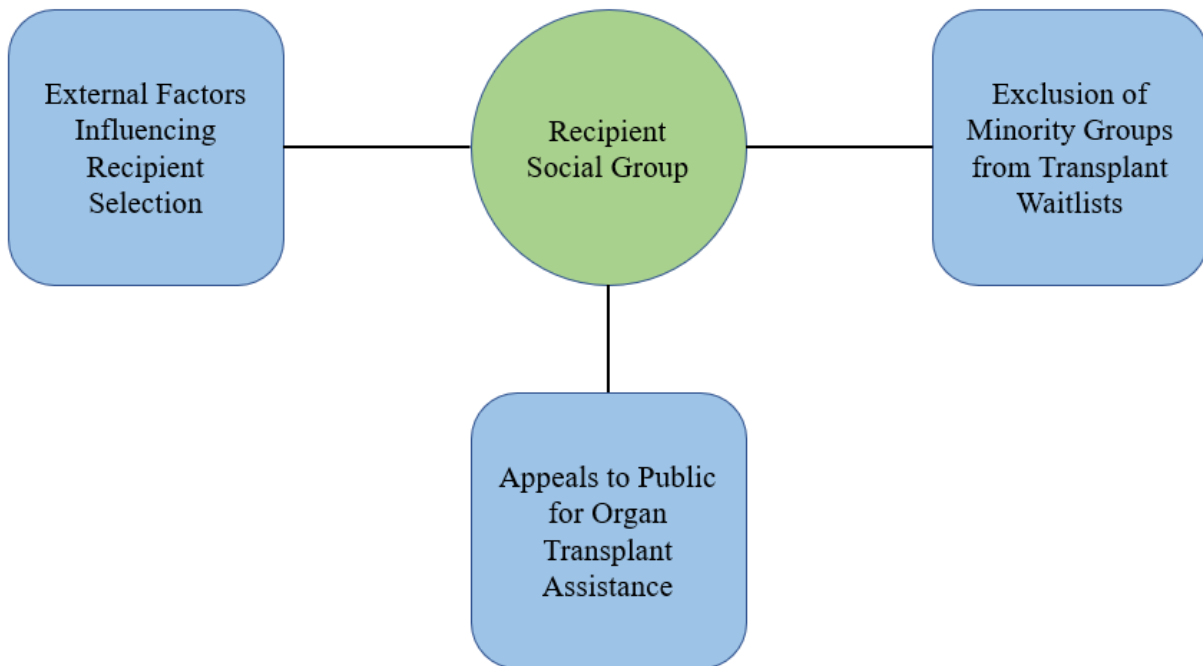 External Factors
Influencing
Recipient
Selection
Recipient
Social Group
Exclusion of
Minority Groups
from Transplant
Waitlists
Appeals to Public
for Organ
Transplant
Assistance